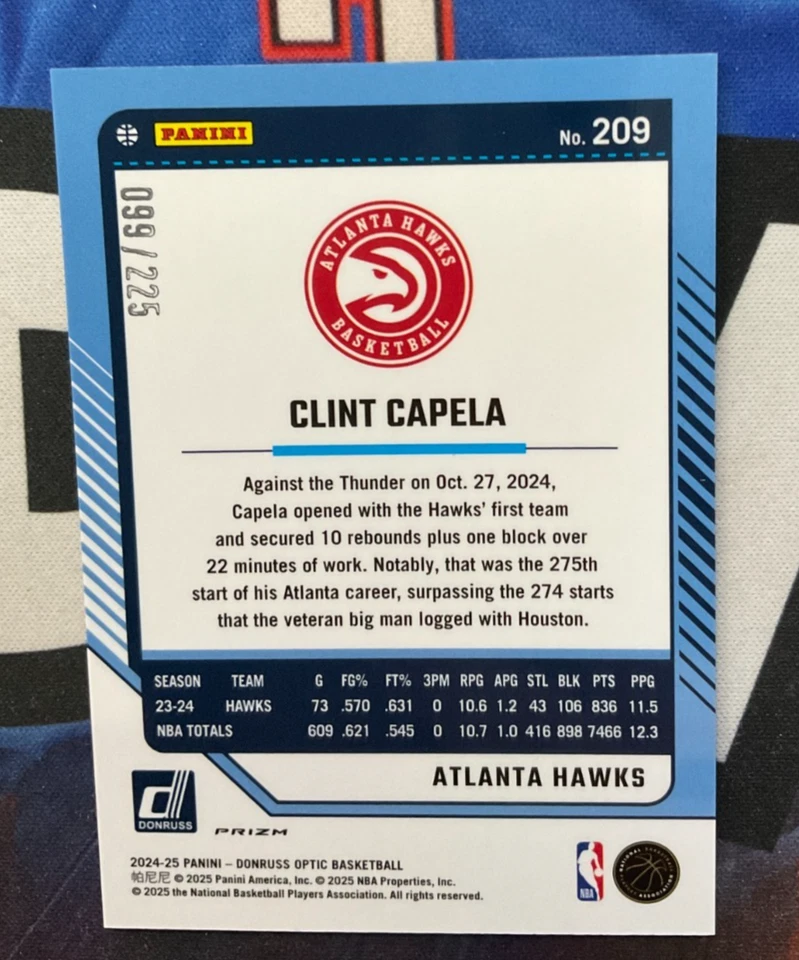 PANINI
No. 209
099/225
ATLANTA HAWKS
BASKETBALL
CLINT CAPELA
Against the Thunder on Oct. 27, 2024,
Capela opened with the Hawks' first team
and secured 10 rebounds plus one block over
22 minutes of work. Notably, that was the 275th
start of his Atlanta career, surpassing the 274 starts
that the veteran big man logged with Houston.
SEASON TEAM G FG% FT% 3PM RPG APG STL BLK PTS PPG
23-24 HAWKS 73 .570 .631 0 10.6 1.2 43 106 836 11.5
NBA TOTALS 609 .621 .545 0 10.7 1.0 416 898 7466 12.3
ATLANTA HAWKS
d
DONRUSS
PRIZM
2024-25 PANINI – DONRUSS OPTIC BASKETBALL
帕尼尼 © 2025 Panini America, Inc. © 2025 NBA Properties, Inc.
© 2025 the National Basketball Players Association. All rights reserved.
NBA
NATIONAL BASKETBALL
ASSOCIATION